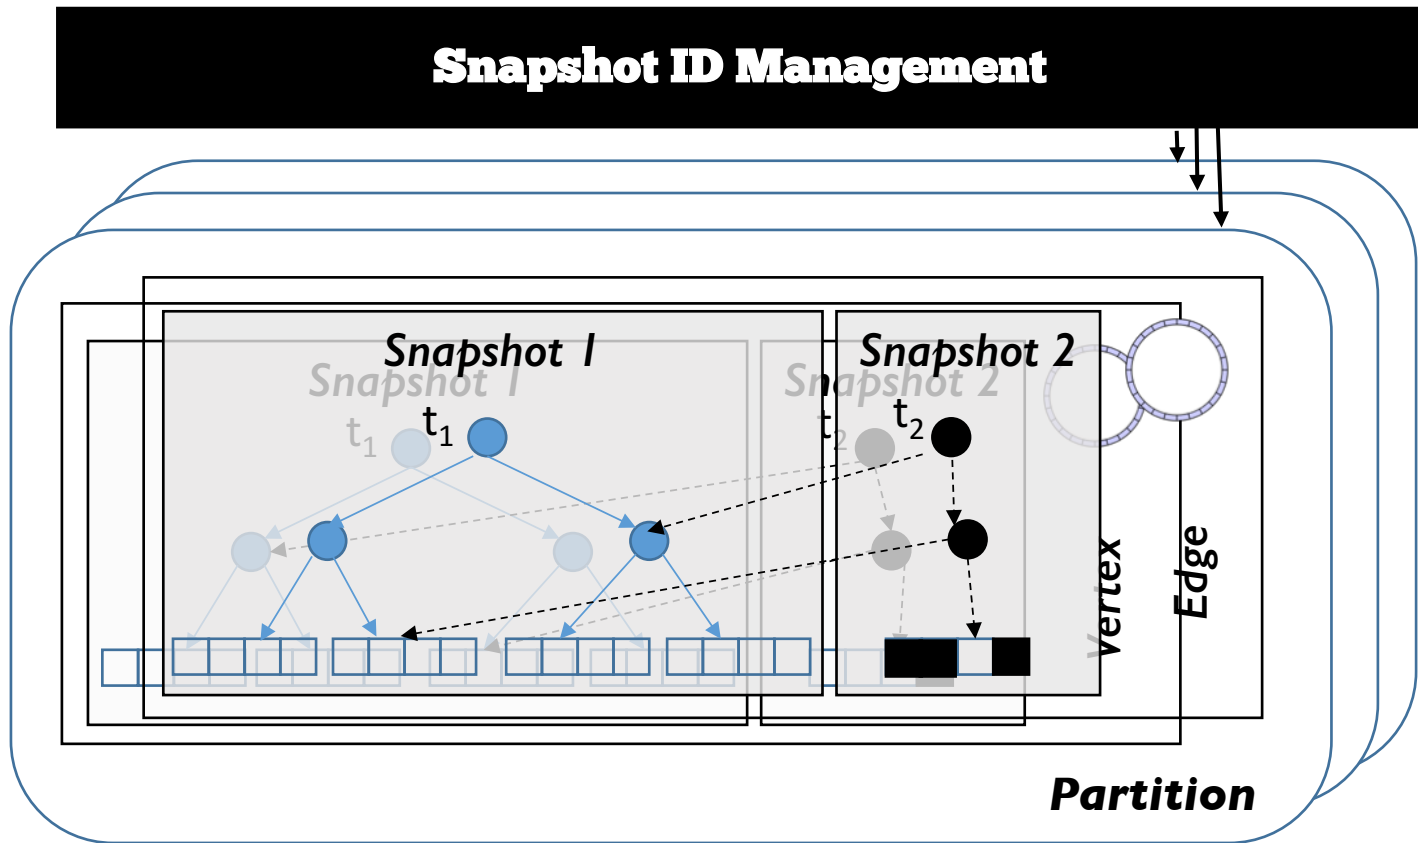 Snapshot ID Management
Snapshot 1
Snapshot 2
Snapshot 1
Snapshot 2
t1
t1
t2
t2
Vertex
Edge
Partition